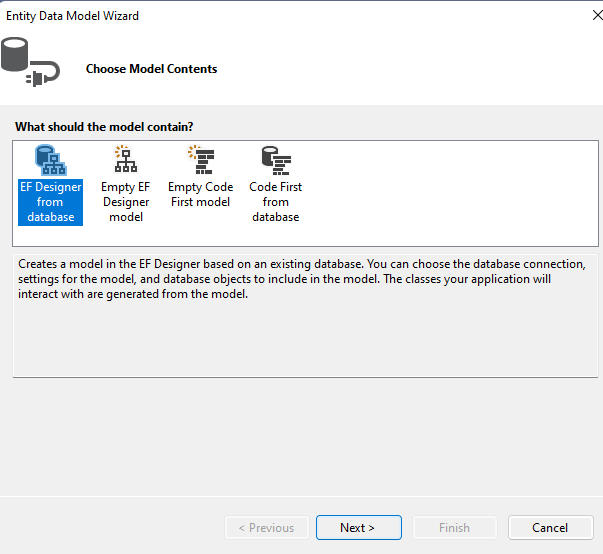 Entity Data Model Wizard
Choose Model Contents
What should the model contain?
EF Designer from database
Empty EF Designer model
Empty Code First model
Code First from database
Creates a model in the EF Designer based on an existing database. You can choose the database connection,
settings for the model, and database objects to include in the model. The classes your application will
interact with are generated from the model.
< Previous
Next >
Finish
Cancel